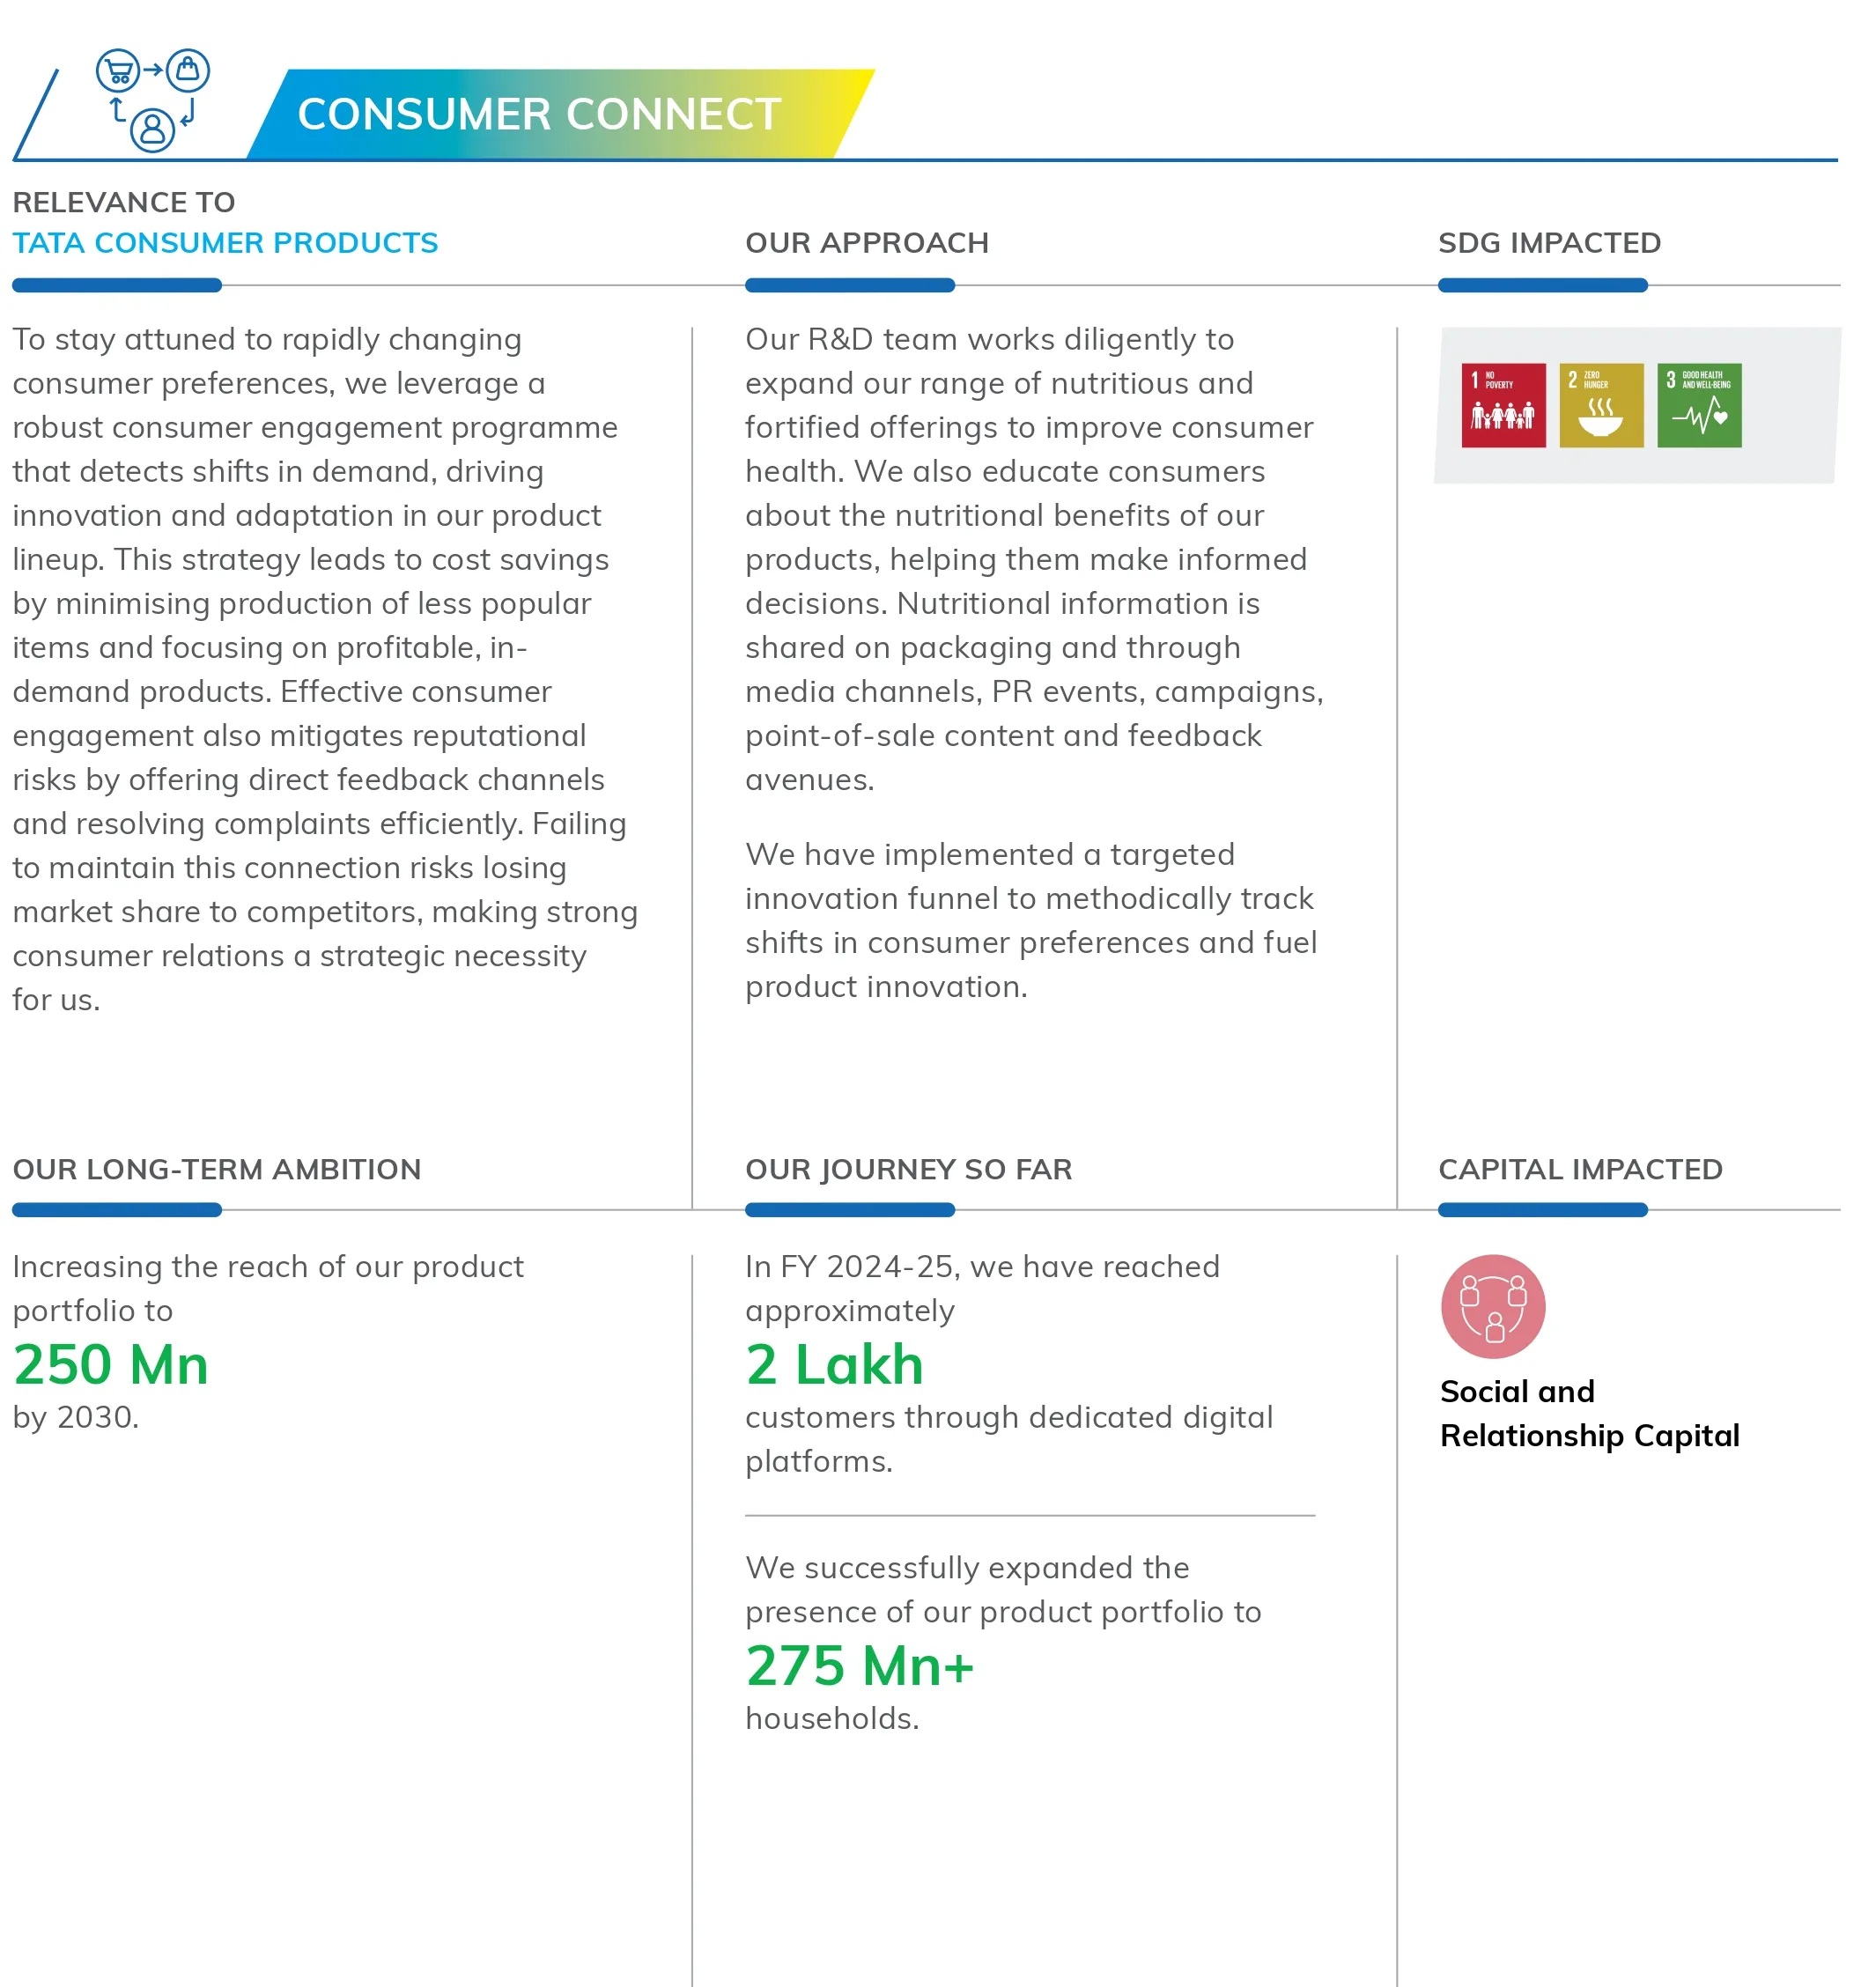 CONSUMER CONNECT
RELEVANCE TO
TATA CONSUMER PRODUCTS
To stay attuned to rapidly changing
consumer preferences, we leverage a
robust consumer engagement programme
that detects shifts in demand, driving
innovation and adaptation in our product
lineup. This strategy leads to cost savings
by minimising production of less popular
items and focusing on profitable, in-
demand products. Effective consumer
engagement also mitigates reputational
risks by offering direct feedback channels
and resolving complaints efficiently. Failing
to maintain this connection risks losing
market share to competitors, making strong
consumer relations a strategic necessity
for us.
OUR APPROACH
Our R&D team works diligently to
expand our range of nutritious and
fortified offerings to improve consumer
health. We also educate consumers
about the nutritional benefits of our
products, helping them make informed
decisions. Nutritional information is
shared on packaging and through
media channels, PR events, campaigns,
point-of-sale content and feedback
avenues.
We have implemented a targeted
innovation funnel to methodically track
shifts in consumer preferences and fuel
product innovation.
SDG IMPACTED
1 NO
POVERTY
2 ZERO
HUNGER
3 GOOD HEALTH
AND WELL-BEING
OUR LONG-TERM AMBITION
Increasing the reach of our product
portfolio to
250 Mn
by 2030.
OUR JOURNEY SO FAR
In FY 2024-25, we have reached
approximately
2 Lakh
customers through dedicated digital
platforms.
We successfully expanded the
presence of our product portfolio to
275 Mn+
households.
CAPITAL IMPACTED
Social and
Relationship Capital